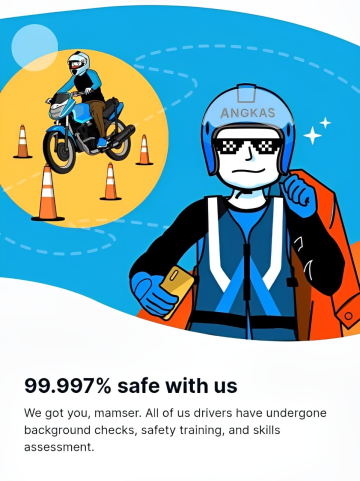 ANGKAS
99.997% safe with us
We got you, mamser. All of us drivers have undergone
background checks, safety training, and skills
assessment.